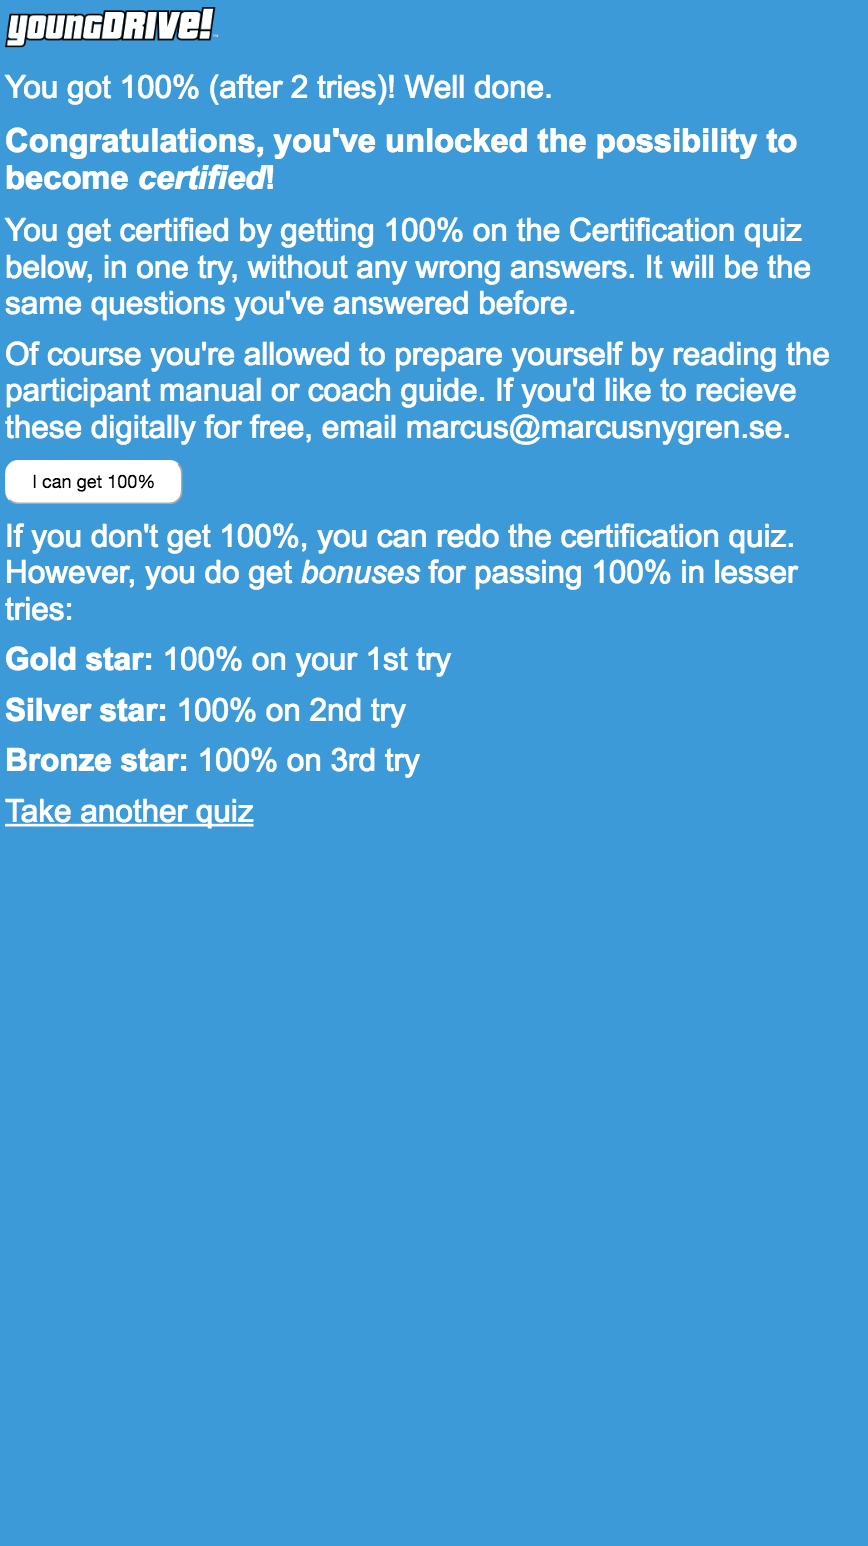 youngDRIVE!
You got 100% (after 2 tries)! Well done.
Congratulations, you've unlocked the possibility to
become certified!
You get certified by getting 100% on the Certification quiz
below, in one try, without any wrong answers. It will be the
same questions you've answered before.
Of course you're allowed to prepare yourself by reading the
participant manual or coach guide. If you'd like to recieve
these digitally for free, email marcus@marcusnygren.se.
I can get 100%
If you don't get 100%, you can redo the certification quiz.
However, you do get bonuses for passing 100% in lesser
tries:
Gold star: 100% on your 1st try
Silver star: 100% on 2nd try
Bronze star: 100% on 3rd try
Take another quiz